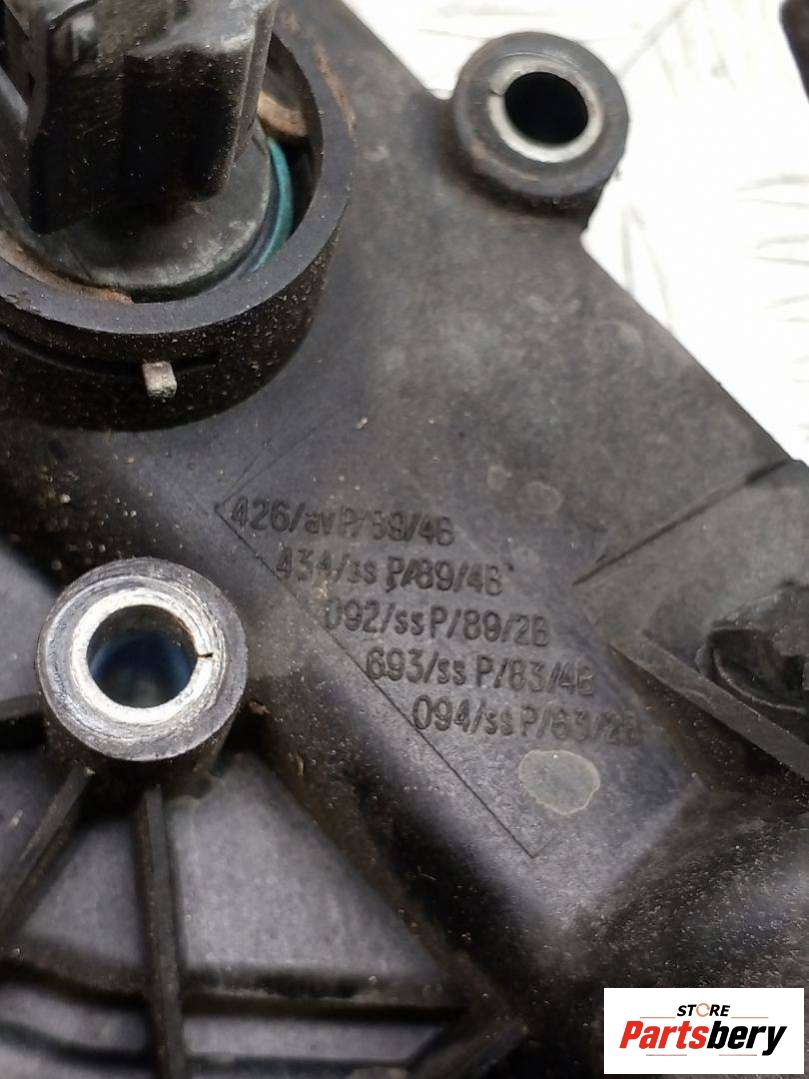 426/av P/89/4B
434/ss P/89/4B
092/ss P/89/2B
693/ss P/83/4B
094/ss P/83/2B
STORE
Partsbery